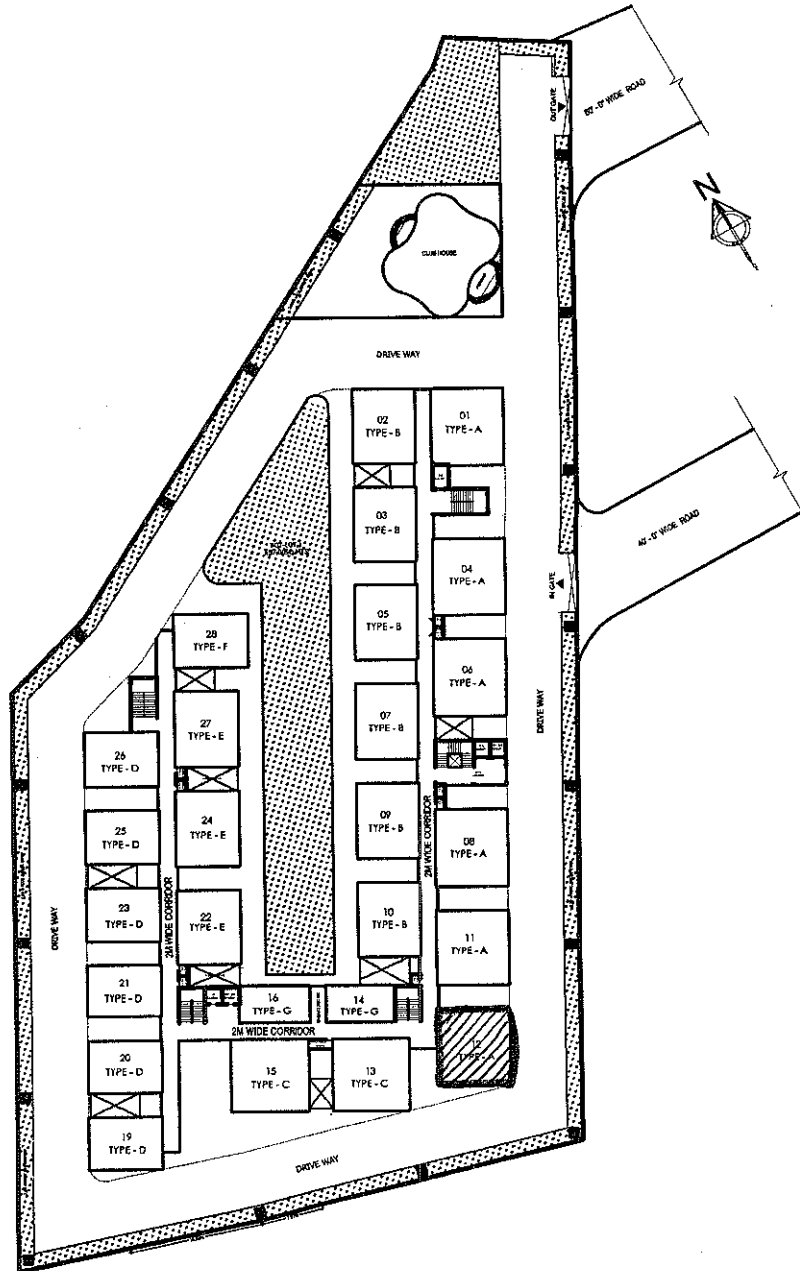 OUT GATE
N
CLUB HOUSE
DRIVE WAY
02
TYPE - B
01
TYPE - A
03
TYPE - B
40'-0" WIDE ROAD
04
TYPE - A
IN GATE
05
TYPE - B
28
TYPE - F
06
TYPE - A
27
TYPE - E
07
TYPE - B
DRIVE WAY
26
TYPE - D
24
TYPE - E
09
TYPE - B
2M WIDE CORRIDOR
25
TYPE - D
08
TYPE - A
23
TYPE - D
2M WIDE CORRIDOR
22
TYPE - E
10
TYPE - B
11
TYPE - A
DRIVE WAY
21
TYPE - D
16
TYPE - G
14
TYPE - G
2M WIDE CORRIDOR
12
TYPE - A
20
TYPE - D
15
TYPE - C
13
TYPE - C
19
TYPE - D
DRIVE WAY